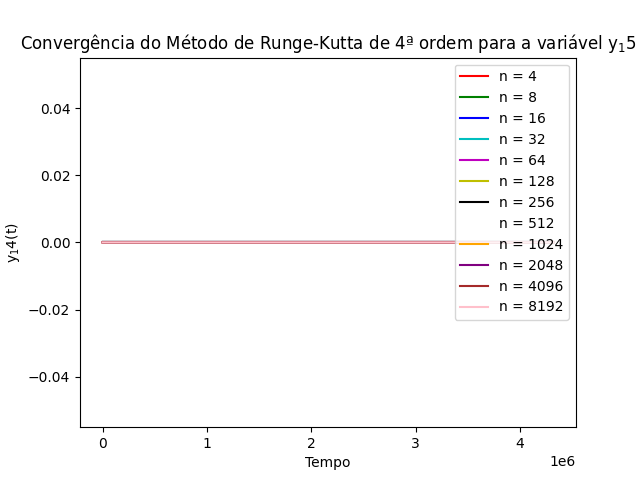 Convergência do Método de Runge-Kutta de 4ª ordem para a variável y₁5
n = 4
n = 8
n = 16
n = 32
n = 64
n = 128
n = 256
n = 512
n = 1024
n = 2048
n = 4096
n = 8192
y₁4(t)
0.04
0.02
0.00
−0.02
−0.04
0
1
2
3
4
1e6
Tempo